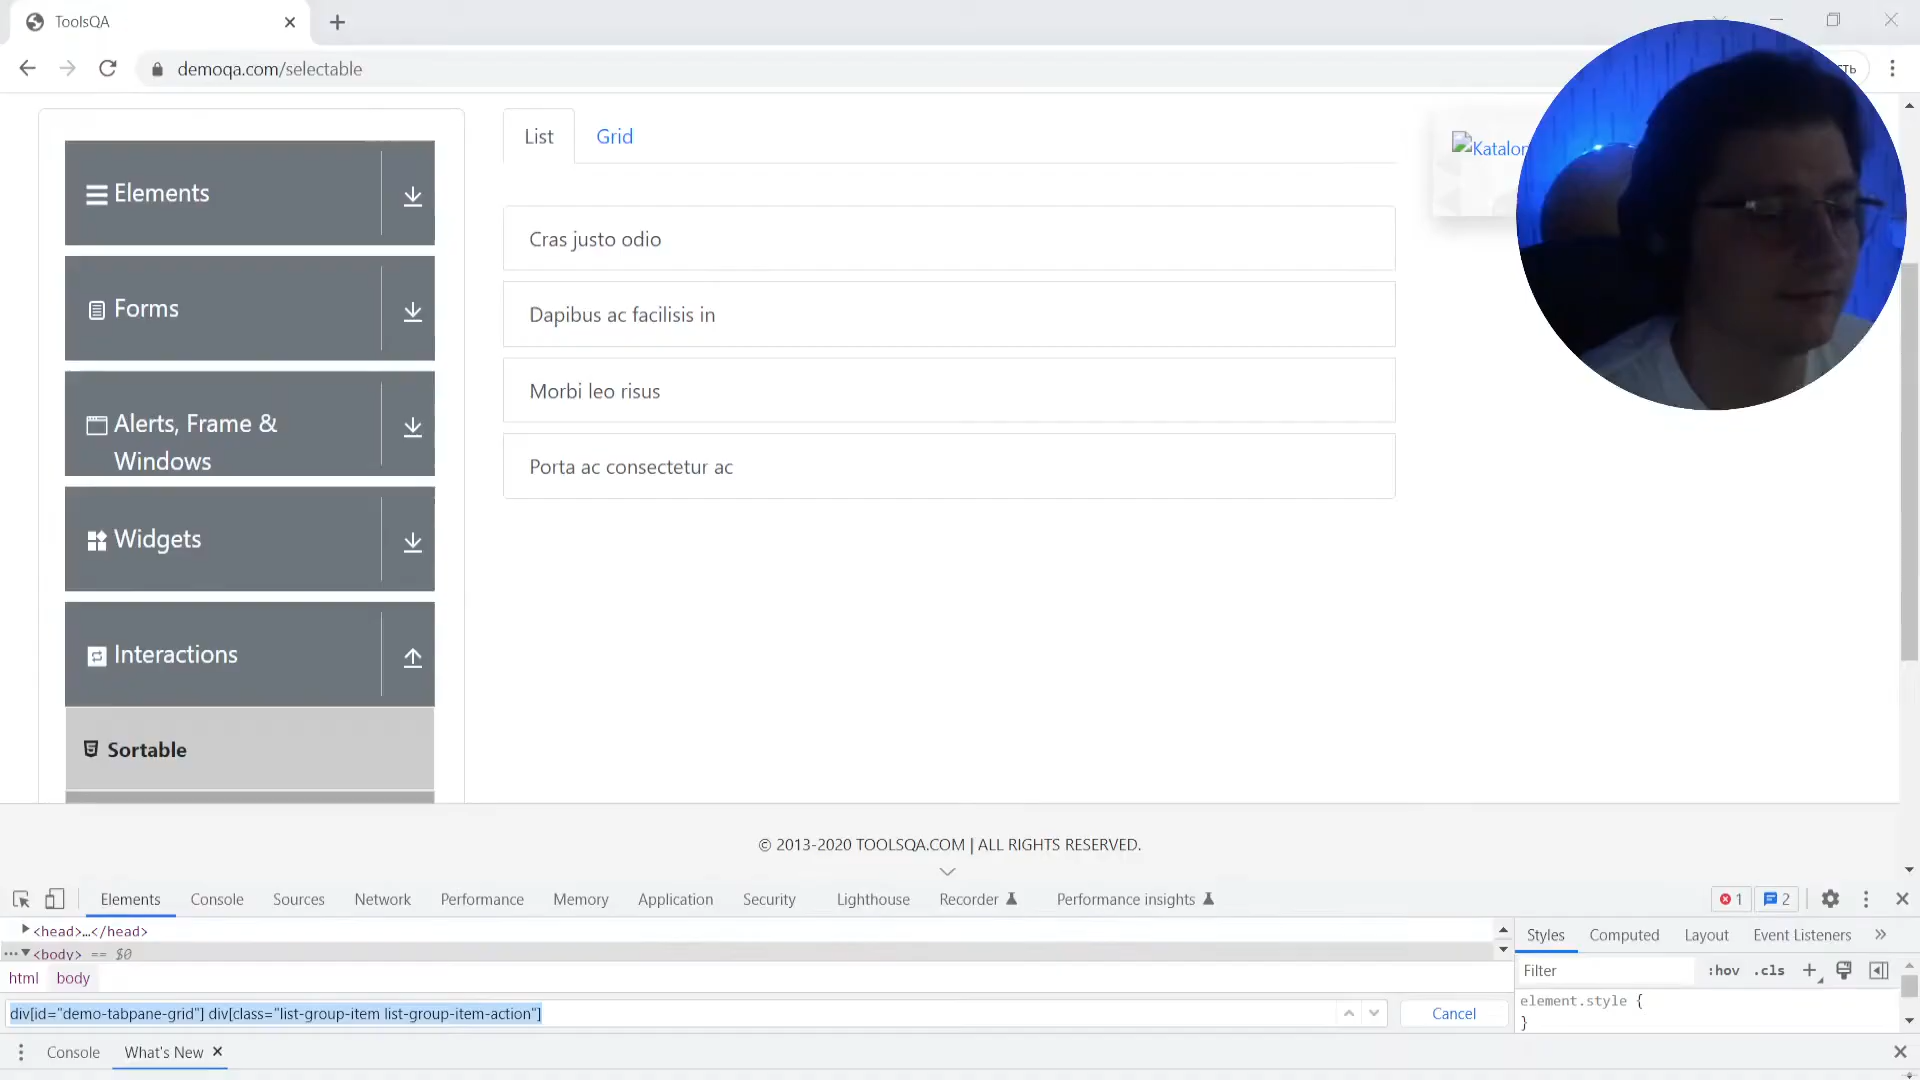 ToolsQA
demoqa.com/selectable
ть
List
Grid
Katalon
Elements
Forms
Alerts, Frame &
Windows
Widgets
Interactions
Sortable
Cras justo odio
Dapibus ac facilisis in
Morbi leo risus
Porta ac consectetur ac
© 2013-2020 TOOLSQA.COM | ALL RIGHTS RESERVED.
Elements
Console
Sources
Network
Performance
Memory
Application
Security
Lighthouse
Recorder
Performance insights
1
2
<head>…</head>
<body> == $0
html
body
div[id="demo-tabpane-grid"] div[class="list-group-item list-group-item-action"]
Cancel
Styles
Computed
Layout
Event Listeners
Filter
:hov
.cls
element.style {
}
Console
What's New